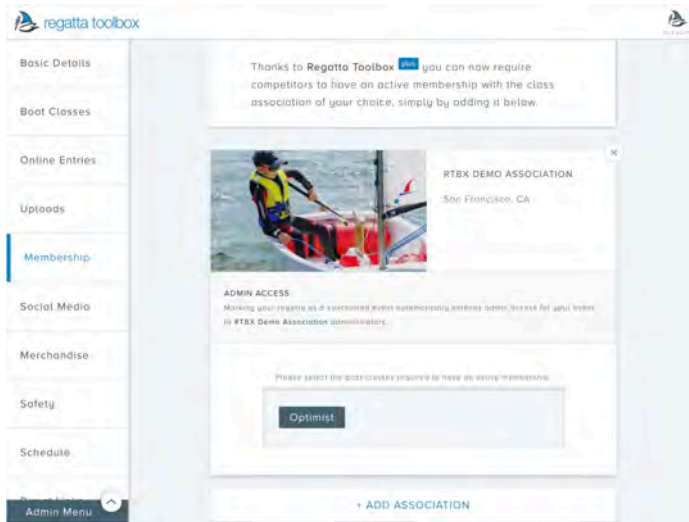 regatta toolbox
Basic Details
Boat Classes
Online Entries
Uploads
Membership
Social Media
Merchandise
Safety
Schedule
Admin Menu
Thanks to Regatta Toolbox plus you can now require
competitors to have an active membership with the class
association of your choice, simply by adding it below.
RTBX DEMO ASSOCIATION
San Francisco, CA
ADMIN ACCESS
Marking your regatta as a sanctioned event automatically extends admin access for your event
to RTBX Demo Association administrators.
Please select the boat classes required to have an active membership.
Optimist
+ ADD ASSOCIATION